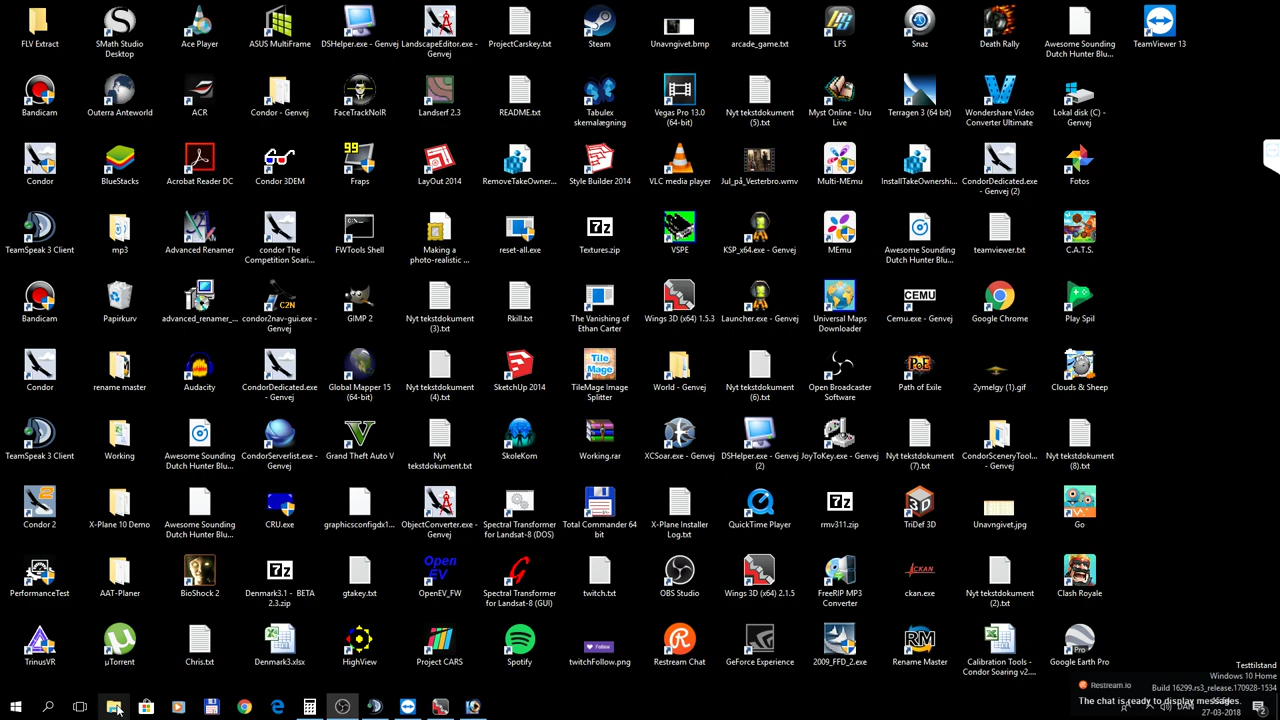 FLV Extract
SMath Studio
Desktop
Ace Player
ASUS MultiFrame
DSHelper.exe - Genvej
LandscapeEditor.exe -
Genvej
ProjectCarskey.txt
Steam
Unavngivet.bmp
arcade_game.txt
LFS
Snaz
Death Rally
Awesome Sounding
Dutch Hunter Blu...
TeamViewer 13
Bandicam
Outerra Anteworld
ACR
Condor - Genvej
FaceTrackNoIR
Landserf 2.3
README.txt
Tabulex
skemalægning
Vegas Pro 13.0
(64-bit)
Nyt tekstdokument
(5).txt
Myst Online - Uru
Live
Terragen 3 (64 bit)
Wondershare Video
Converter Ultimate
Lokal disk (C) -
Genvej
Condor
BlueStacks
Acrobat Reader DC
Condor 3DEM
99
Fraps
LayOut 2014
RemoveTakeOwner...
Style Builder 2014
VLC media player
Jul_på_Vesterbro.wmv
Multi-MEmu
InstallTakeOwnershi...
CondorDedicated.exe
- Genvej (2)
Fotos
TeamSpeak 3 Client
mp3
Advanced Renamer
condor The
Competition Soari...
FWTools Shell
Making a
photo-realistic ...
reset-all.exe
7z
Textures.zip
VSPE
KSP_x64.exe - Genvej
MEmu
Awesome Sounding
Dutch Hunter Blu...
teamviewer.txt
C.A.T.S.
Bandicam
Papirkurv
advanced_renamer_...
C2N
condor2nav-gui.exe -
Genvej
GIMP 2
Nyt tekstdokument
(3).txt
Rkill.txt
The Vanishing of
Ethan Carter
Wings 3D (x64) 1.5.3
Launcher.exe - Genvej
Universal Maps
Downloader
CEMU
Cemu.exe - Genvej
Google Chrome
Play Spil
Condor
rename master
Audacity
CondorDedicated.exe
- Genvej
Global Mapper 15
(64-bit)
Nyt tekstdokument
(4).txt
SketchUp 2014
Tile
Mage
TileMage Image
Splitter
World - Genvej
Nyt tekstdokument
(6).txt
Open Broadcaster
Software
PoE
Path of Exile
2ymelgy (1).gif
Clouds & Sheep
TeamSpeak 3 Client
Working
Awesome Sounding
Dutch Hunter Blu...
CondorServerlist.exe -
Genvej
Grand Theft Auto V
Nyt
tekstdokument.txt
SkoleKom
Working.rar
XCSoar.exe - Genvej
DSHelper.exe - Genvej
(2)
JoyToKey.exe - Genvej
Nyt tekstdokument
(7).txt
CondorSceneryTool...
- Genvej
Nyt tekstdokument
(8).txt
2
Condor 2
X-Plane 10 Demo
Awesome Sounding
Dutch Hunter Blu...
CRU.exe
graphicsconfigdx1...
ObjectConverter.exe -
Genvej
Spectral Transformer
for Landsat-8 (DOS)
Total Commander 64
bit
X-Plane Installer
Log.txt
QuickTime Player
7z
rmv311.zip
3D
TriDef 3D
Unavngivet.jpg
Go
PerformanceTest
AAT-Planer
BioShock 2
7z
Denmark3.1 - BETA
2.3.zip
gtakey.txt
Open
EV
OpenEV_FW
Spectral Transformer
for Landsat-8 (GUI)
twitch.txt
OBS Studio
Wings 3D (x64) 2.1.5
FreeRIP MP3
Converter
CKAN
ckan.exe
Nyt tekstdokument
(2).txt
Clash Royale
TrinusVR
µTorrent
Chris.txt
Denmark3.xlsx
HighView
Project CARS
Spotify
Follow
twitchFollow.png
Restream Chat
GeForce Experience
2009_FFD_2.exe
RM
Rename Master
Calibration Tools -
Condor Soaring v2....
Pro
Google Earth Pro
Testtilstand
Windows 10 Home
Build 16299.rs3_release.170928-1534
Restream.io
The chat is ready to display messages.
DAN
27-03-2018
2